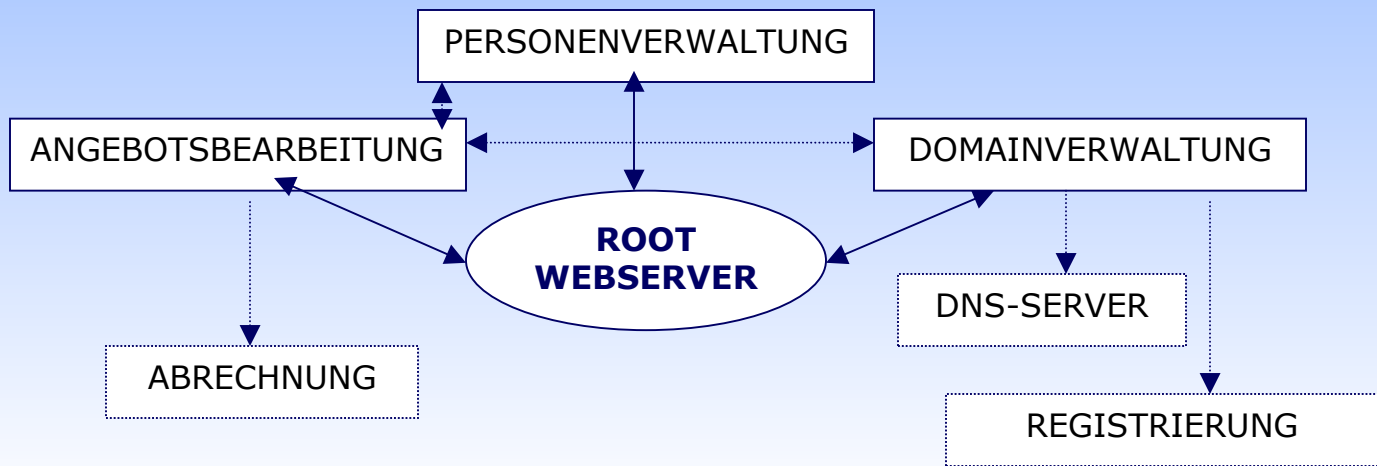 PERSONENVERWALTUNG
ANGEBOTSBEARBEITUNG
DOMAINVERWALTUNG
ROOT
WEBSERVER
DNS-SERVER
ABRECHNUNG
REGISTRIERUNG